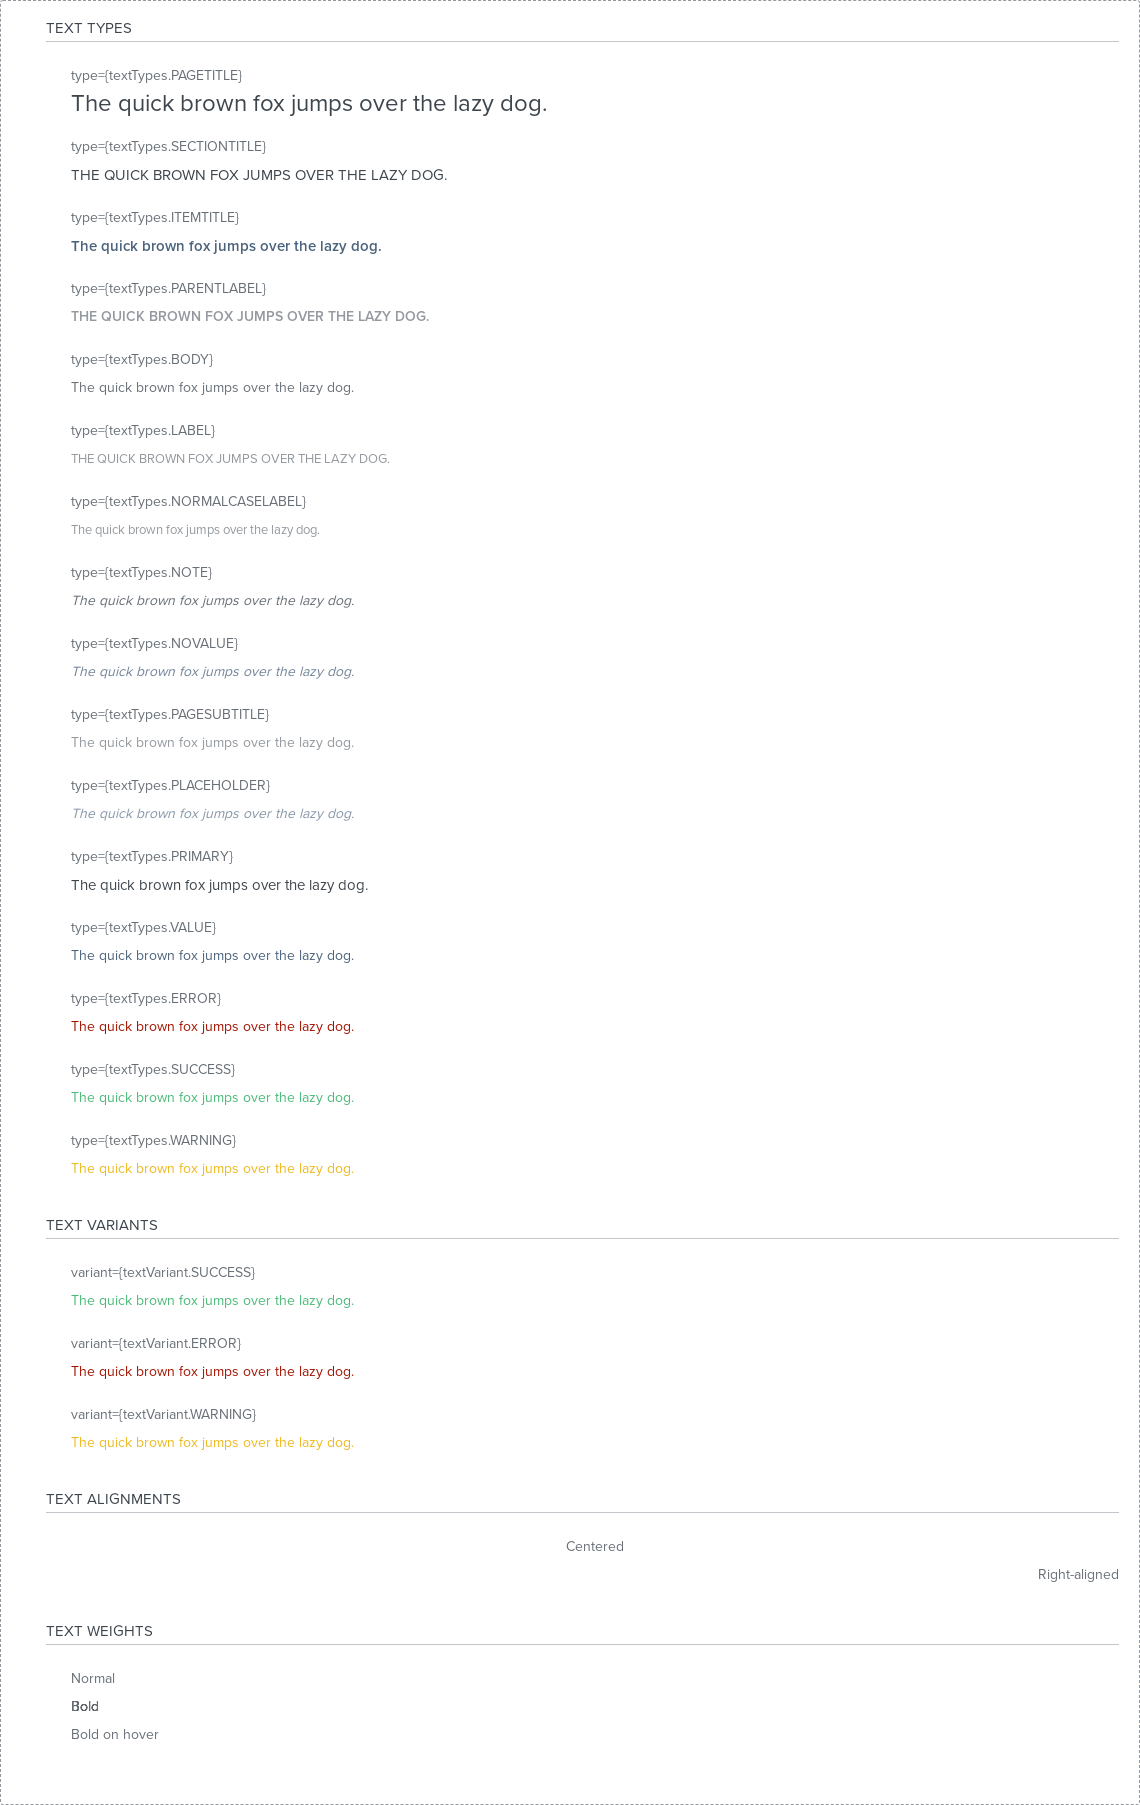 TEXT TYPES
type={textTypes.PAGETITLE}
The quick brown fox jumps over the lazy dog.
type={textTypes.SECTIONTITLE}
THE QUICK BROWN FOX JUMPS OVER THE LAZY DOG.
type={textTypes.ITEMTITLE}
The quick brown fox jumps over the lazy dog.
type={textTypes.PARENTLABEL}
THE QUICK BROWN FOX JUMPS OVER THE LAZY DOG.
type={textTypes.BODY}
The quick brown fox jumps over the lazy dog.
type={textTypes.LABEL}
THE QUICK BROWN FOX JUMPS OVER THE LAZY DOG.
type={textTypes.NORMALCASELABEL}
The quick brown fox jumps over the lazy dog.
type={textTypes.NOTE}
The quick brown fox jumps over the lazy dog.
type={textTypes.NOVALUE}
The quick brown fox jumps over the lazy dog.
type={textTypes.PAGESUBTITLE}
The quick brown fox jumps over the lazy dog.
type={textTypes.PLACEHOLDER}
The quick brown fox jumps over the lazy dog.
type={textTypes.PRIMARY}
The quick brown fox jumps over the lazy dog.
type={textTypes.VALUE}
The quick brown fox jumps over the lazy dog.
type={textTypes.ERROR}
The quick brown fox jumps over the lazy dog.
type={textTypes.SUCCESS}
The quick brown fox jumps over the lazy dog.
type={textTypes.WARNING}
The quick brown fox jumps over the lazy dog.
TEXT VARIANTS
variant={textVariant.SUCCESS}
The quick brown fox jumps over the lazy dog.
variant={textVariant.ERROR}
The quick brown fox jumps over the lazy dog.
variant={textVariant.WARNING}
The quick brown fox jumps over the lazy dog.
TEXT ALIGNMENTS
Centered
Right-aligned
TEXT WEIGHTS
Normal
Bold
Bold on hover